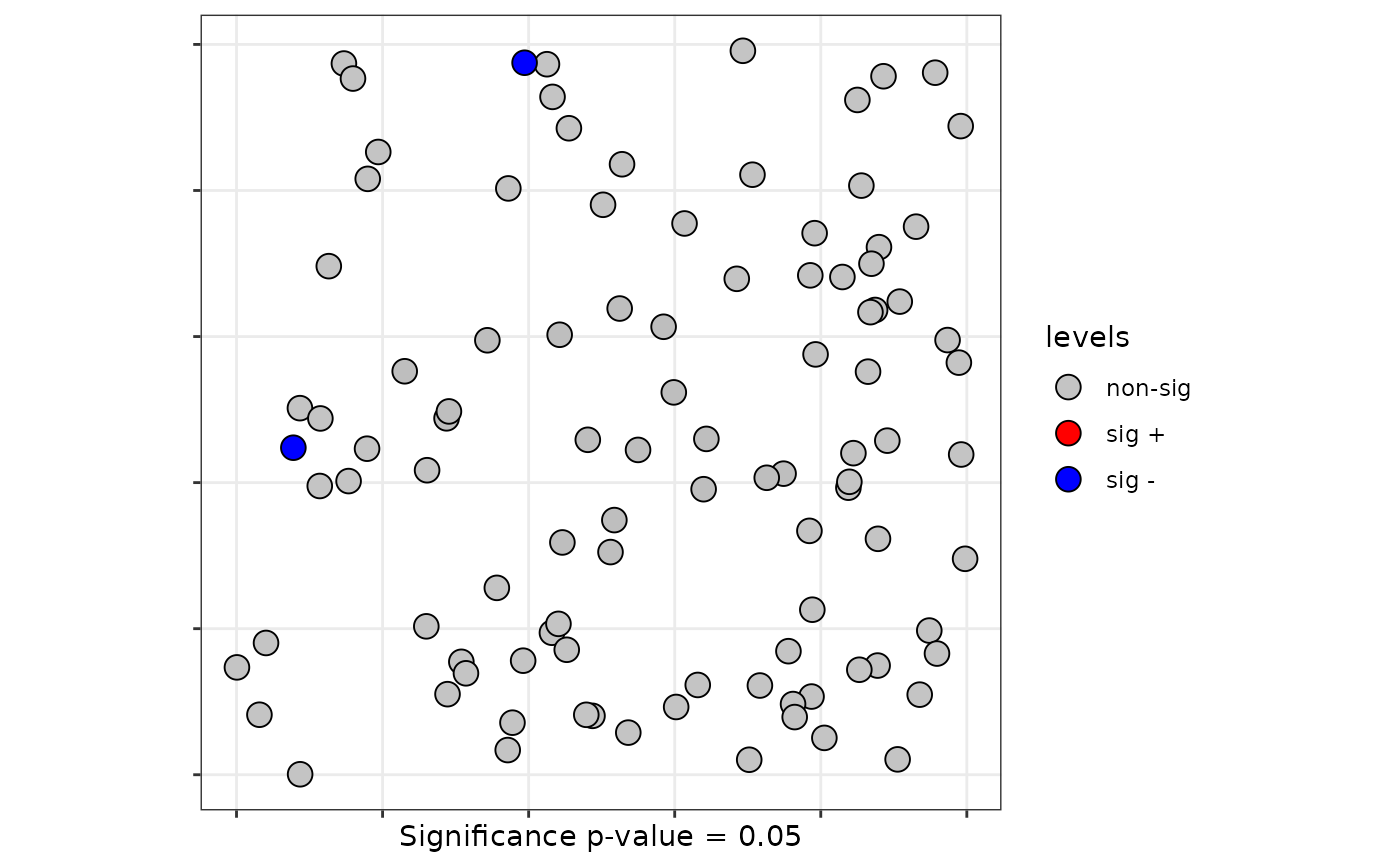 levels
non-sig
sig +
sig -
Significance p-value = 0.05